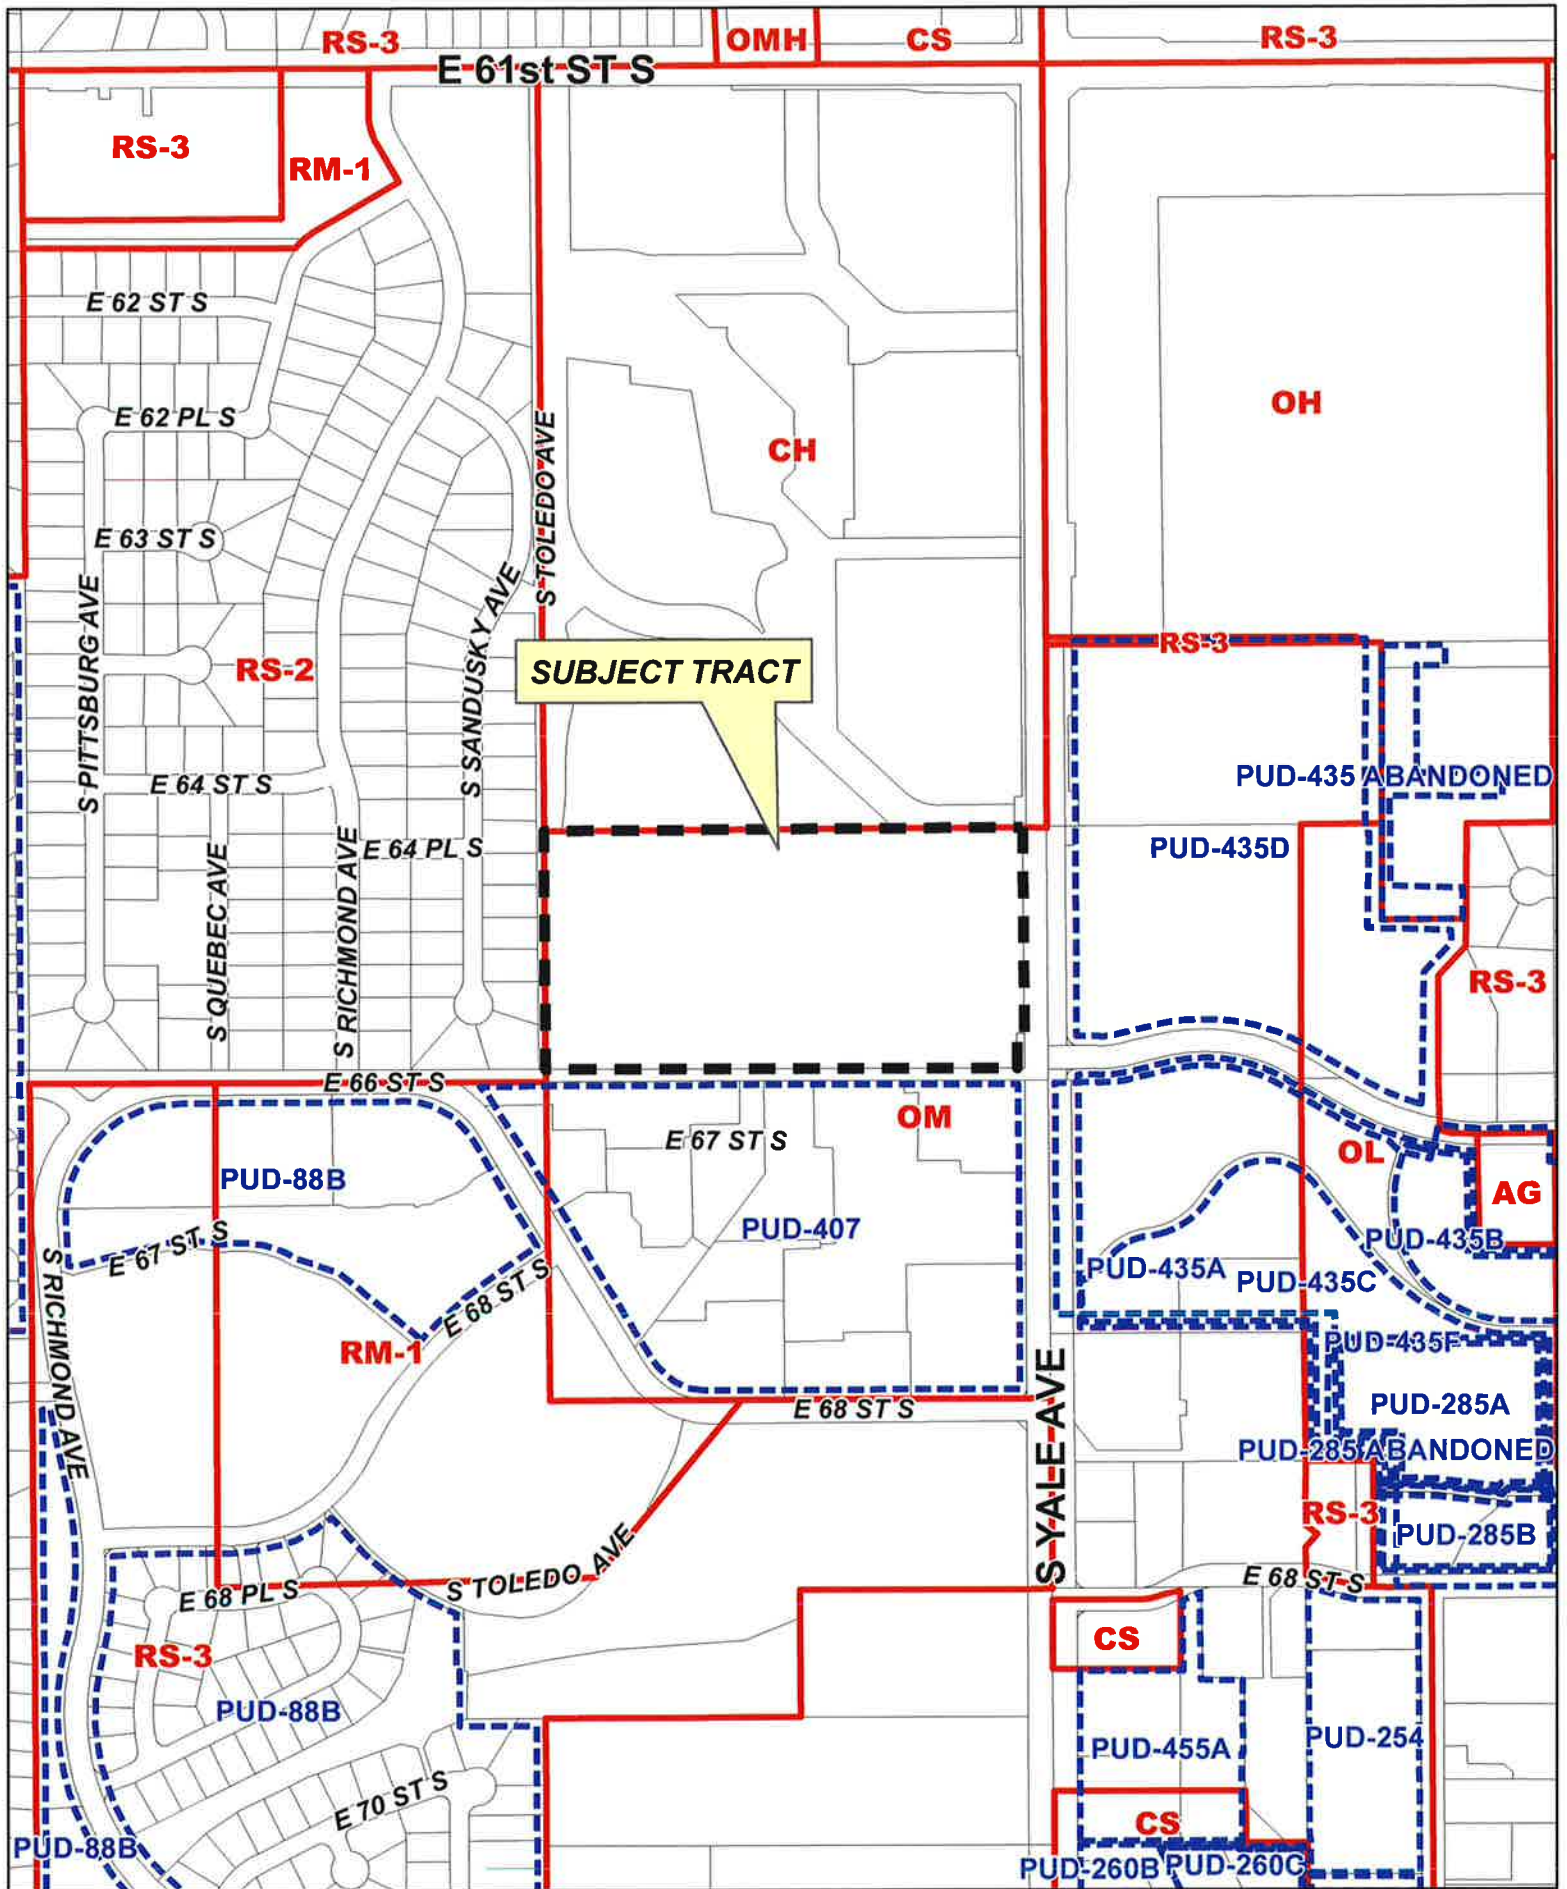 RS-3
OMH
CS
RS-3
E 61st ST S
RS-3
RM-1
E 62 ST S
E 62 PL S
OH
CH
S TOLEDO AVE
E 63 ST S
S PITTSBURG AVE
S SANDUSKY AVE
RS-2
SUBJECT TRACT
RS-3
E 64 ST S
PUD-435 ABANDONED
E 64 PL S
PUD-435D
S QUEBEC AVE
S RICHMOND AVE
RS-3
E 66 ST S
OM
E 67 ST S
OL
PUD-88B
AG
PUD-407
E 67 ST S
PUD-435B
PUD-435A
PUD-435C
E 68 ST S
S RICHMOND AVE
RM-1
PUD-435F
E 68 ST S
PUD-285A
S YALE AVE
PUD-285 ABANDONED
RS-3
PUD-285B
S TOLEDO AVE
E 68 PL S
E 68 ST S
RS-3
CS
PUD-88B
PUD-455A
PUD-254
E 70 ST S
CS
PUD-88B
PUD-260B
PUD-260C